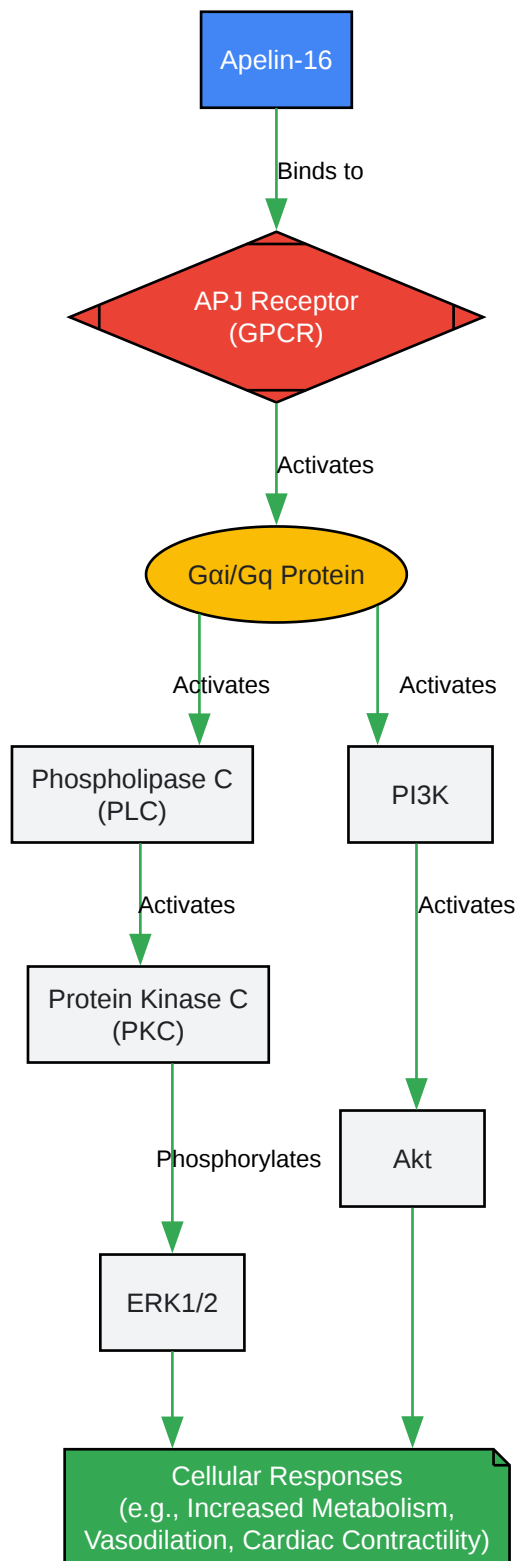 Apelin-16
Binds to
APJ Receptor
(GPCR)
Activates
Gαi/Gq Protein
Activates
Activates
Phospholipase C
(PLC)
PI3K
Activates
Activates
Protein Kinase C
(PKC)
Phosphorylates
Akt
ERK1/2
Cellular Responses
(e.g., Increased Metabolism,
Vasodilation, Cardiac Contractility)